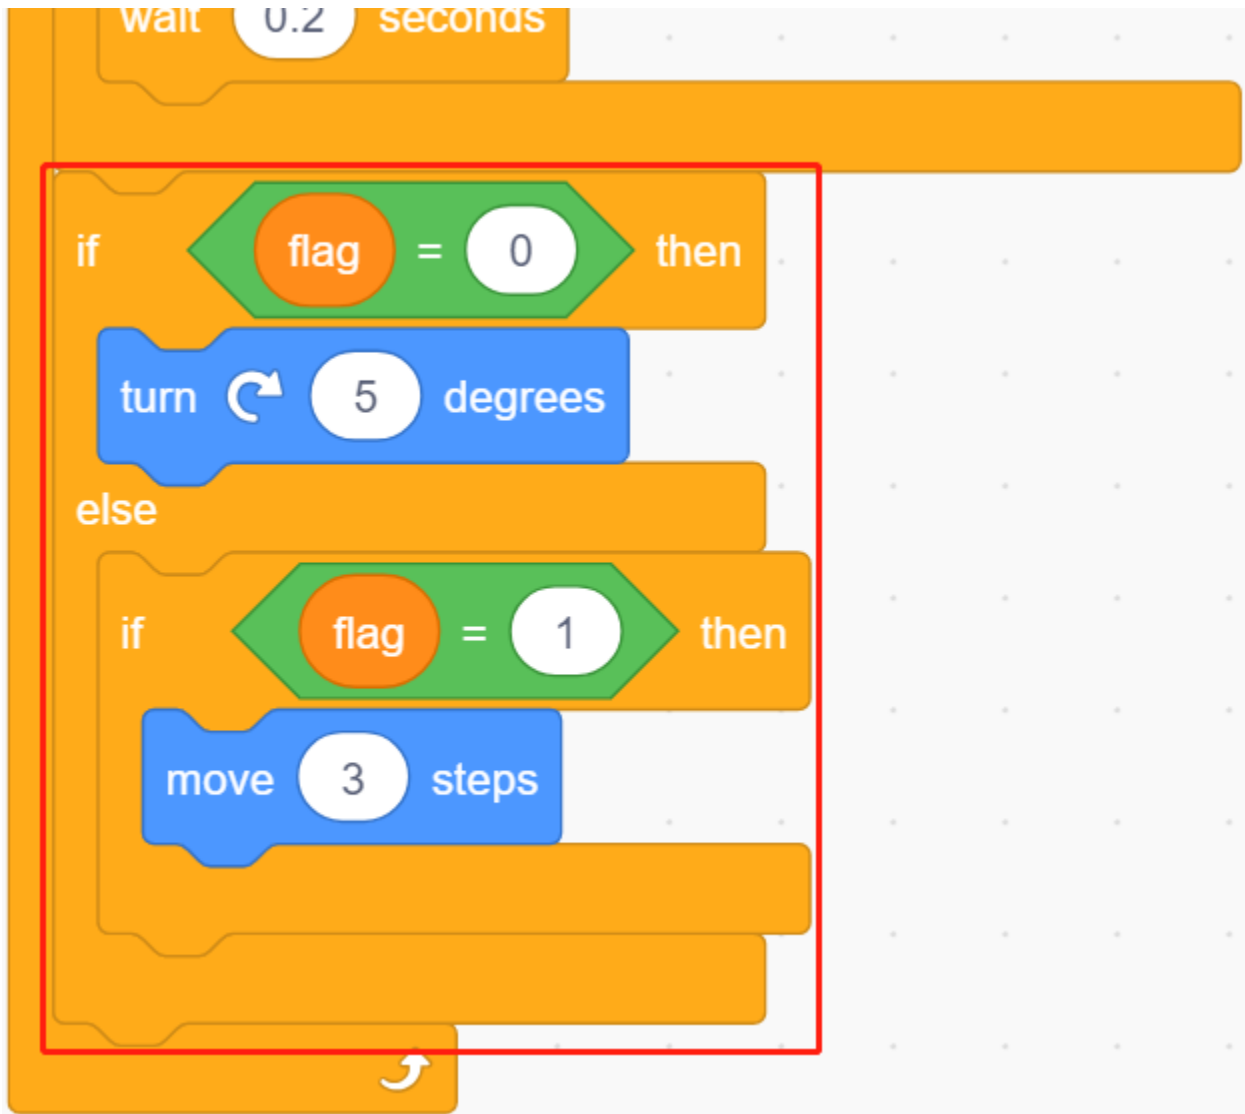 wait 0.2 seconds
if flag = 0 then
turn 5 degrees
else
if flag = 1 then
move 3 steps